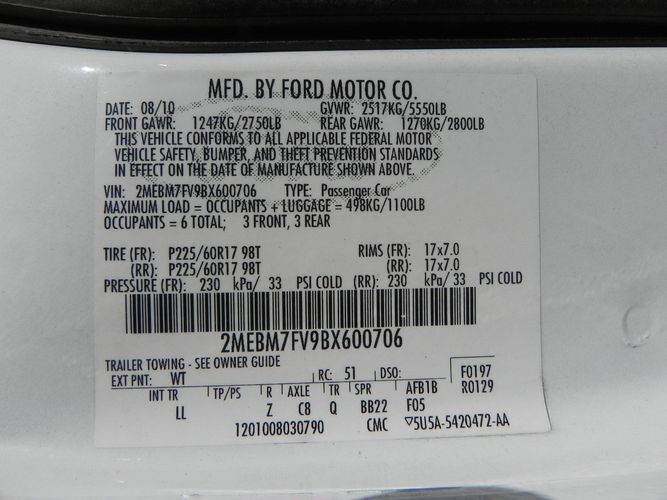 MFD. BY FORD MOTOR CO.
DATE: 08/10 GVWR: 2517KG/5550LB
FRONT GAWR: 1247KG/2750LB REAR GAWR: 1270KG/2800LB
THIS VEHICLE CONFORMS TO ALL APPLICABLE FEDERAL MOTOR
VEHICLE SAFETY, BUMPER, AND THEFT PREVENTION STANDARDS
IN EFFECT ON THE DATE OF MANUFACTURE SHOWN ABOVE.
VIN: 2MEBM7FV9BX600706 TYPE: Passenger Car
MAXIMUM LOAD = OCCUPANTS + LUGGAGE = 498KG/1100LB
OCCUPANTS = 6 TOTAL; 3 FRONT, 3 REAR
TIRE (FR): P225/60R17 98T RIMS (FR): 17x7.0
(RR): P225/60R17 98T (RR): 17x7.0
PRESSURE (FR): 230 kPa/ 33 PSI COLD (RR): 230 kPa/ 33 PSI COLD
2MEBM7FV9BX600706
TRAILER TOWING - SEE OWNER GUIDE
EXT PNT: WT RC: 51 DSO: F0197
INT TR TP/PS R AXLE TR SPR AFB1B R0129
LL Z C8 Q BB22 F05
1201008030790 CMC ▽5U5A-5420472-AA